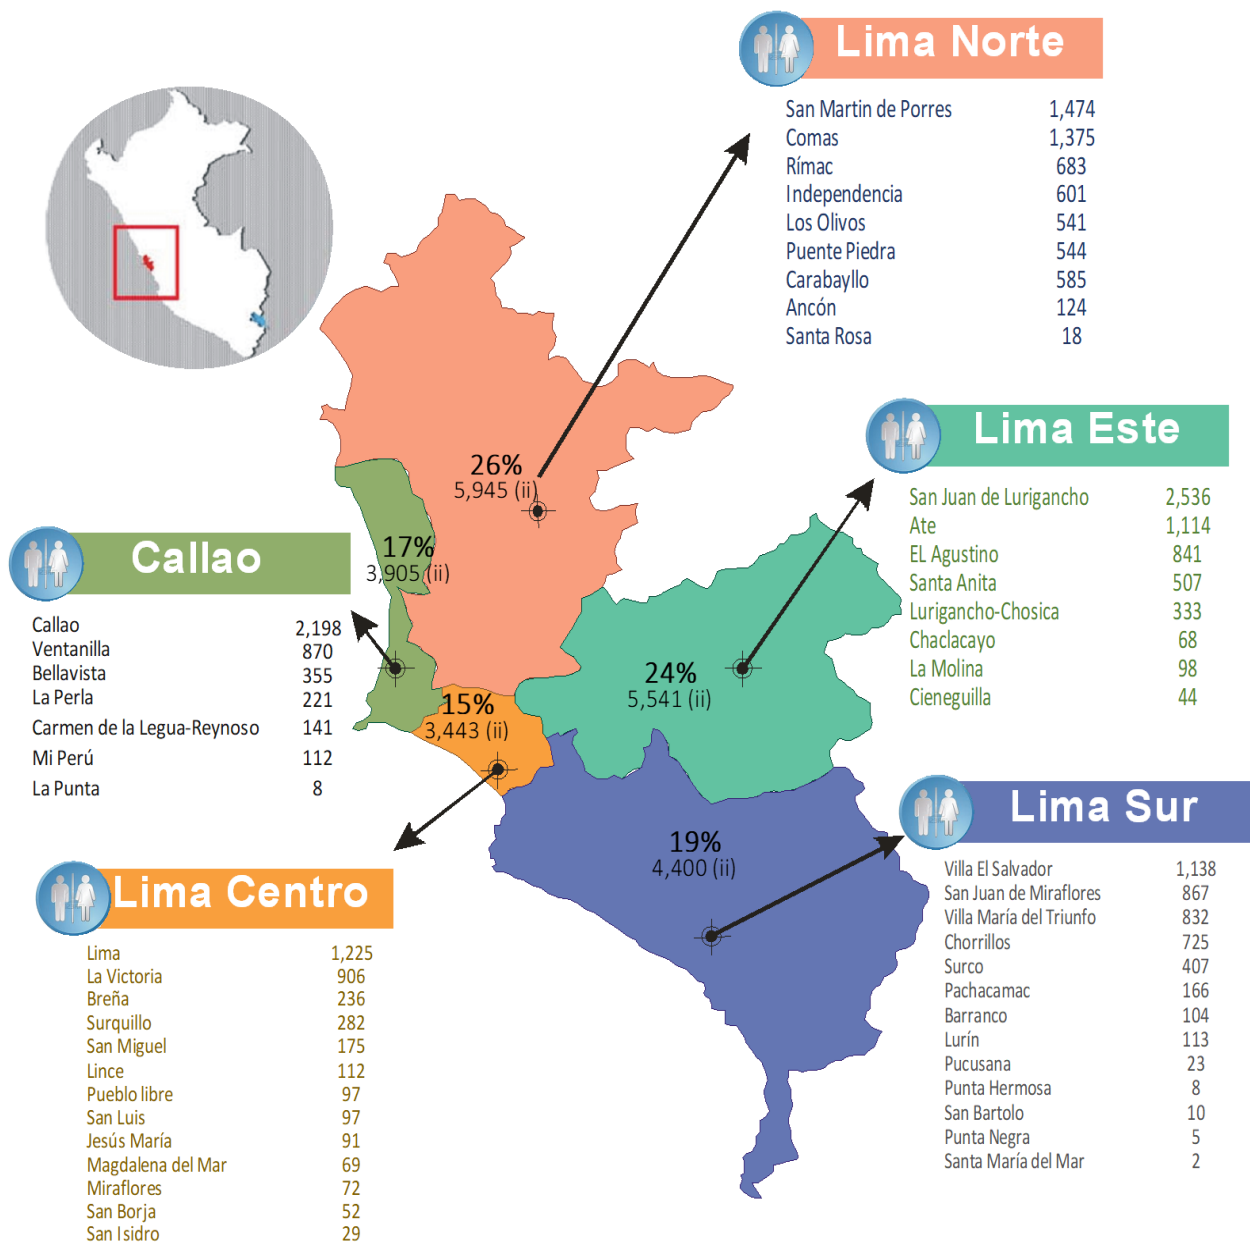 Lima Norte
San Martin de Porres 1,474
Comas 1,375
Rímac 683
Independencia 601
Los Olivos 541
Puente Piedra 544
Carabayllo 585
Ancón 124
Santa Rosa 18
26%
5,945 (ii)
Lima Este
San Juan de Lurigancho 2,536
Ate 1,114
EL Agustino 841
Santa Anita 507
Lurigancho-Chosica 333
Chaclacayo 68
La Molina 98
Cieneguilla 44
24%
5,541 (ii)
Callao
Callao 2,198
Ventanilla 870
Bellavista 355
La Perla 221
Carmen de la Legua-Reynoso 141
Mi Perú 112
La Punta 8
17%
3,905 (ii)
15%
3,443 (ii)
Lima Centro
Lima 1,225
La Victoria 906
Breña 236
Surquillo 282
San Miguel 175
Lince 112
Pueblo libre 97
San Luis 97
Jesús María 91
Magdalena del Mar 69
Miraflores 72
San Borja 52
San Isidro 29
19%
4,400 (ii)
Lima Sur
Villa El Salvador 1,138
San Juan de Miraflores 867
Villa María del Triunfo 832
Chorrillos 725
Surco 407
Pachacamac 166
Barranco 104
Lurín 113
Pucusana 23
Punta Hermosa 8
San Bartolo 10
Punta Negra 5
Santa María del Mar 2